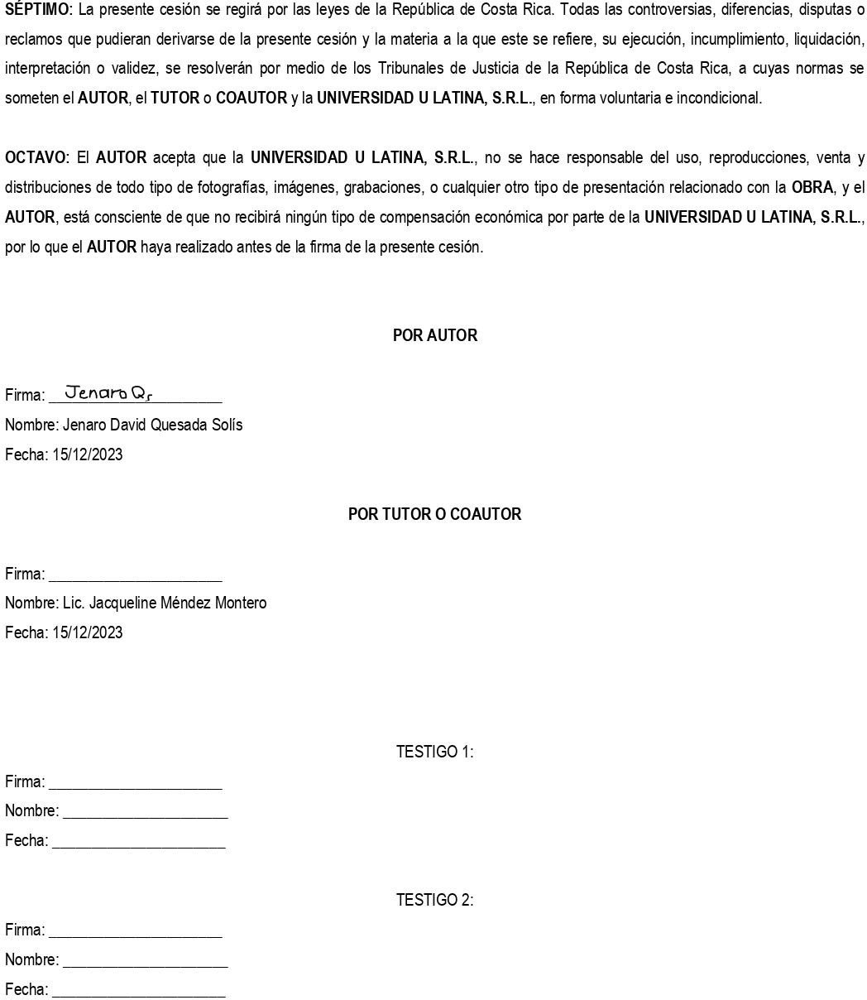 SÉPTIMO: La presente cesión se regirá por las leyes de la República de Costa Rica. Todas las controversias, diferencias, disputas o
reclamos que pudieran derivarse de la presente cesión y la materia a la que este se refiere, su ejecución, incumplimiento, liquidación,
interpretación o validez, se resolverán por medio de los Tribunales de Justicia de la República de Costa Rica, a cuyas normas se
someten el AUTOR, el TUTOR o COAUTOR y la UNIVERSIDAD U LATINA, S.R.L., en forma voluntaria e incondicional.
OCTAVO: El AUTOR acepta que la UNIVERSIDAD U LATINA, S.R.L., no se hace responsable del uso, reproducciones, venta y
distribuciones de todo tipo de fotografías, imágenes, grabaciones, o cualquier otro tipo de presentación relacionado con la OBRA, y el
AUTOR, está consciente de que no recibirá ningún tipo de compensación económica por parte de la UNIVERSIDAD U LATINA, S.R.L.,
por lo que el AUTOR haya realizado antes de la firma de la presente cesión.
POR AUTOR
Firma: Jenaro Qs
Nombre: Jenaro David Quesada Solís
Fecha: 15/12/2023
POR TUTOR O COAUTOR
Firma: ______________________
Nombre: Lic. Jacqueline Méndez Montero
Fecha: 15/12/2023
TESTIGO 1:
Firma: ______________________
Nombre: _____________________
Fecha: ______________________
TESTIGO 2:
Firma: ______________________
Nombre: _____________________
Fecha: ______________________